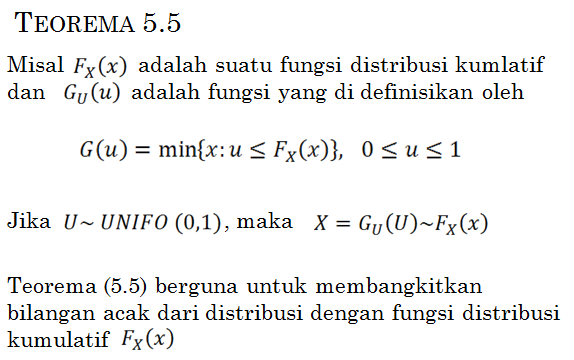 TEOREMA 5.5
Misal F_X(x) adalah suatu fungsi distribusi kumlatif
dan G_U(u) adalah fungsi yang di definisikan oleh
G(u) = min{x: u ≤ F_X(x)}, 0 ≤ u ≤ 1
Jika U~ UNIFO (0,1), maka X = G_U(U)~F_X(x)
Teorema (5.5) berguna untuk membangkitkan
bilangan acak dari distribusi dengan fungsi distribusi
kumulatif F_X(x)